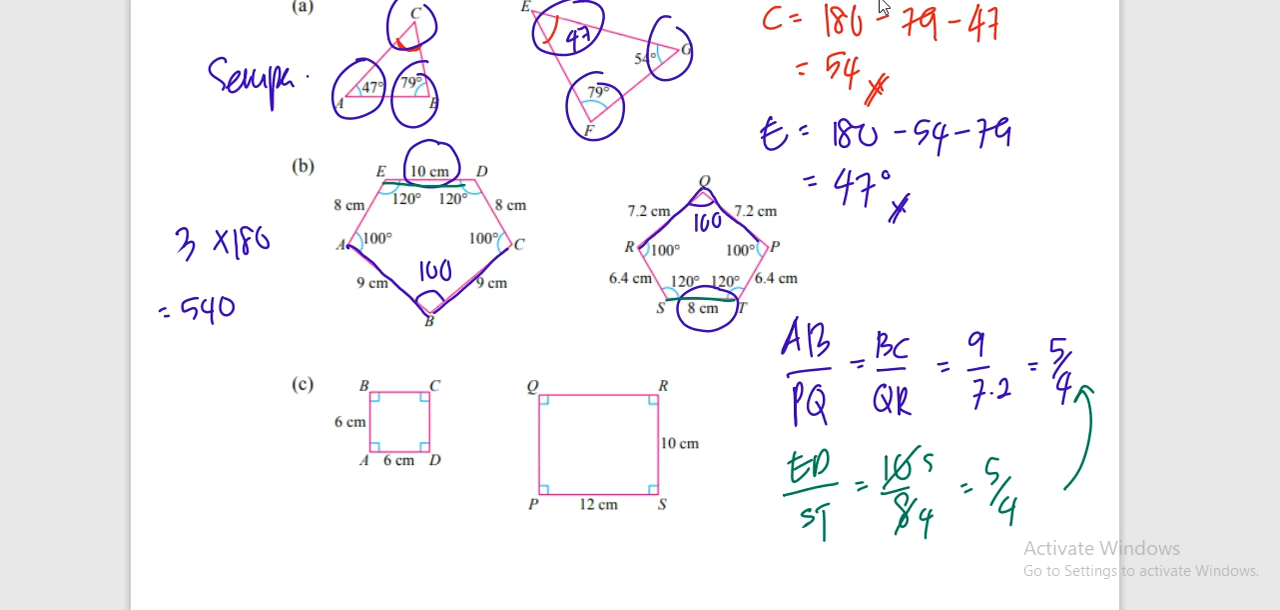 (a)
C
47°
79°
A
B
E
47
54°
G
79°
F
C = 180 - 79 - 47
= 54
E = 180 - 54 - 79
= 47°
(b)
E 10 cm D
120° 120°
8 cm 8 cm
A 100° 100° C
100
9 cm 9 cm
B
3 × 180
= 540
Q
7.2 cm 7.2 cm
100
R 100° 100° P
6.4 cm 120° 120° 6.4 cm
S 8 cm T
AB/PQ = BC/QR = 9/7.2 = 5/4
ED/ST = 10 5/8 4 = 5/4
(c)
B C
6 cm
A 6 cm D
Q R
10 cm
P 12 cm S
Activate Windows
Go to Settings to activate Windows.